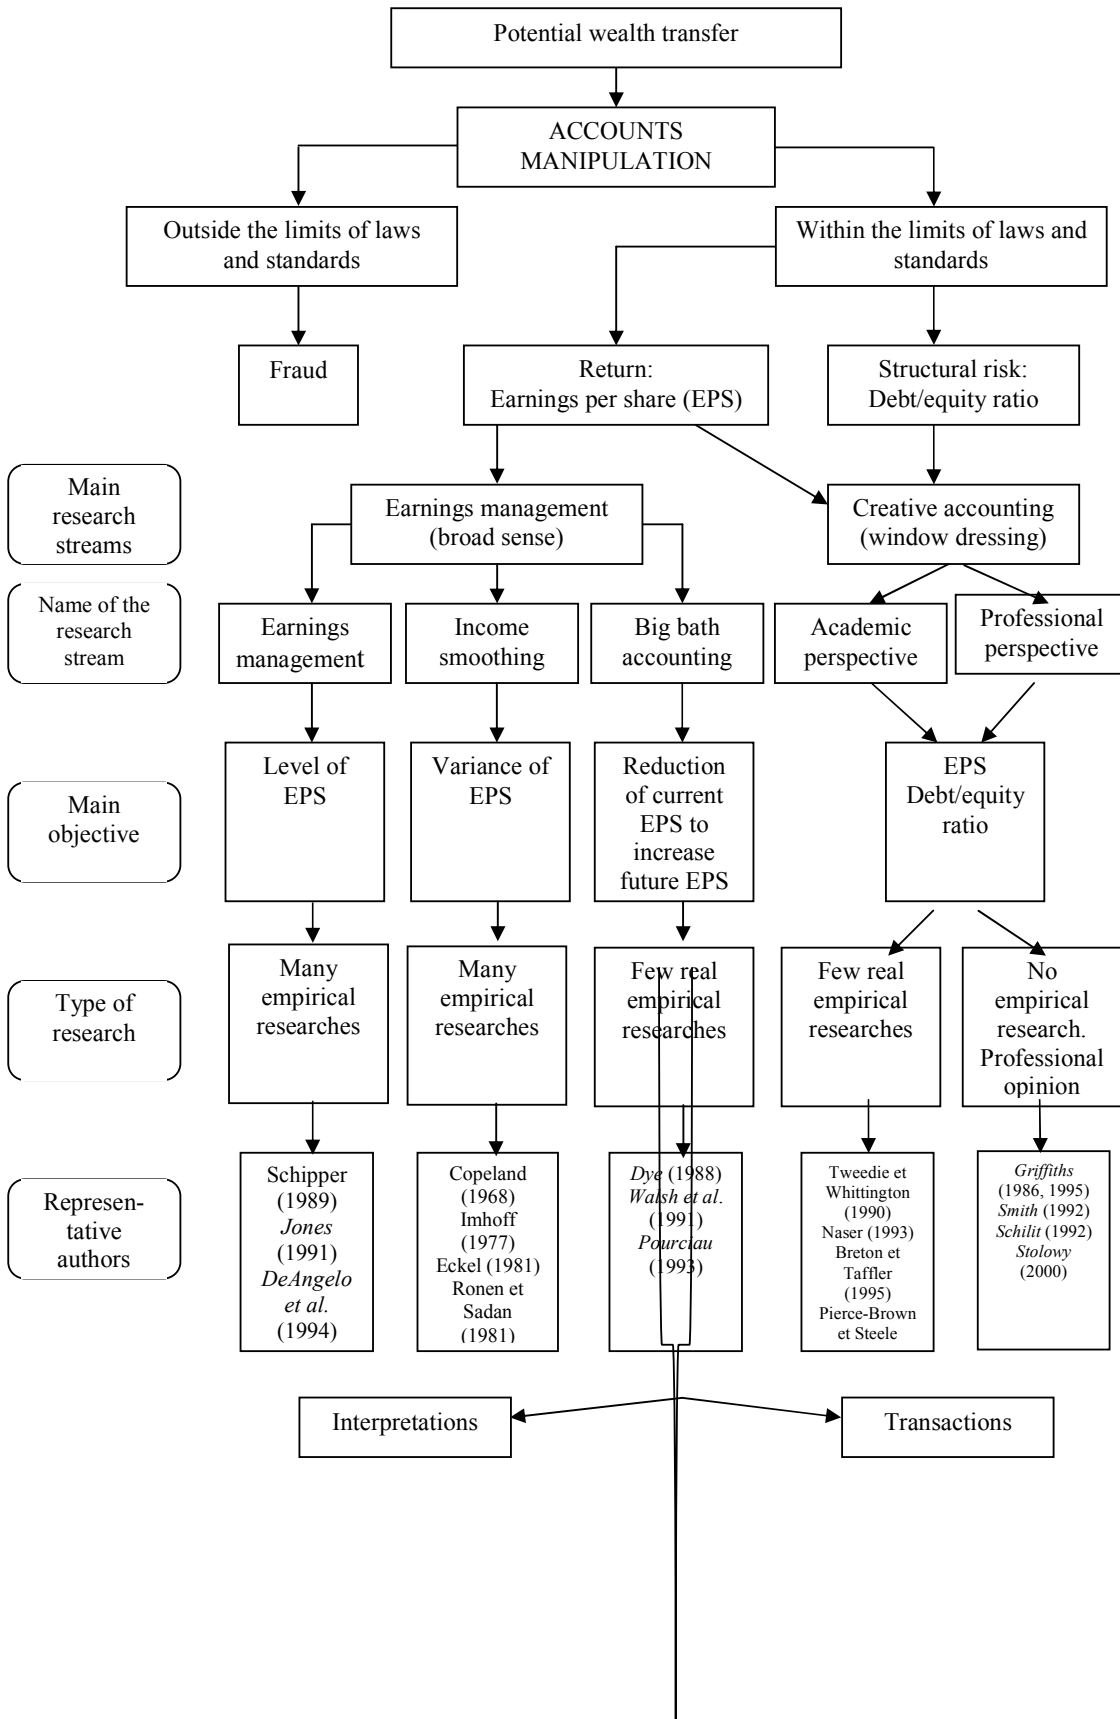 Potential wealth transfer
ACCOUNTS
MANIPULATION
Outside the limits of laws
and standards
Within the limits of laws and
standards
Fraud
Return:
Earnings per share (EPS)
Structural risk:
Debt/equity ratio
Main
research
streams
Earnings management
(broad sense)
Creative accounting
(window dressing)
Name of the
research
stream
Earnings
management
Income
smoothing
Big bath
accounting
Academic
perspective
Professional
perspective
Main
objective
Level of
EPS
Variance of
EPS
Reduction
of current
EPS to
increase
future EPS
EPS
Debt/equity
ratio
Type of
research
Many
empirical
researches
Many
empirical
researches
Few real
empirical
researches
Few real
empirical
researches
No
empirical
research.
Professional
opinion
Represen-
tative
authors
Schipper
(1989)
Jones
(1991)
DeAngelo
et al.
(1994)
Copeland
(1968)
Imhoff
(1977)
Eckel (1981)
Ronen et
Sadan
(1981)
Dye (1988)
Walsh et al.
(1991)
Pourciau
(1993)
Tweedie et
Whittington
(1990)
Naser (1993)
Breton et
Taffler
(1995)
Pierce-Brown
et Steele
Griffiths
(1986, 1995)
Smith (1992)
Schilit (1992)
Stolowy
(2000)
Interpretations
Transactions